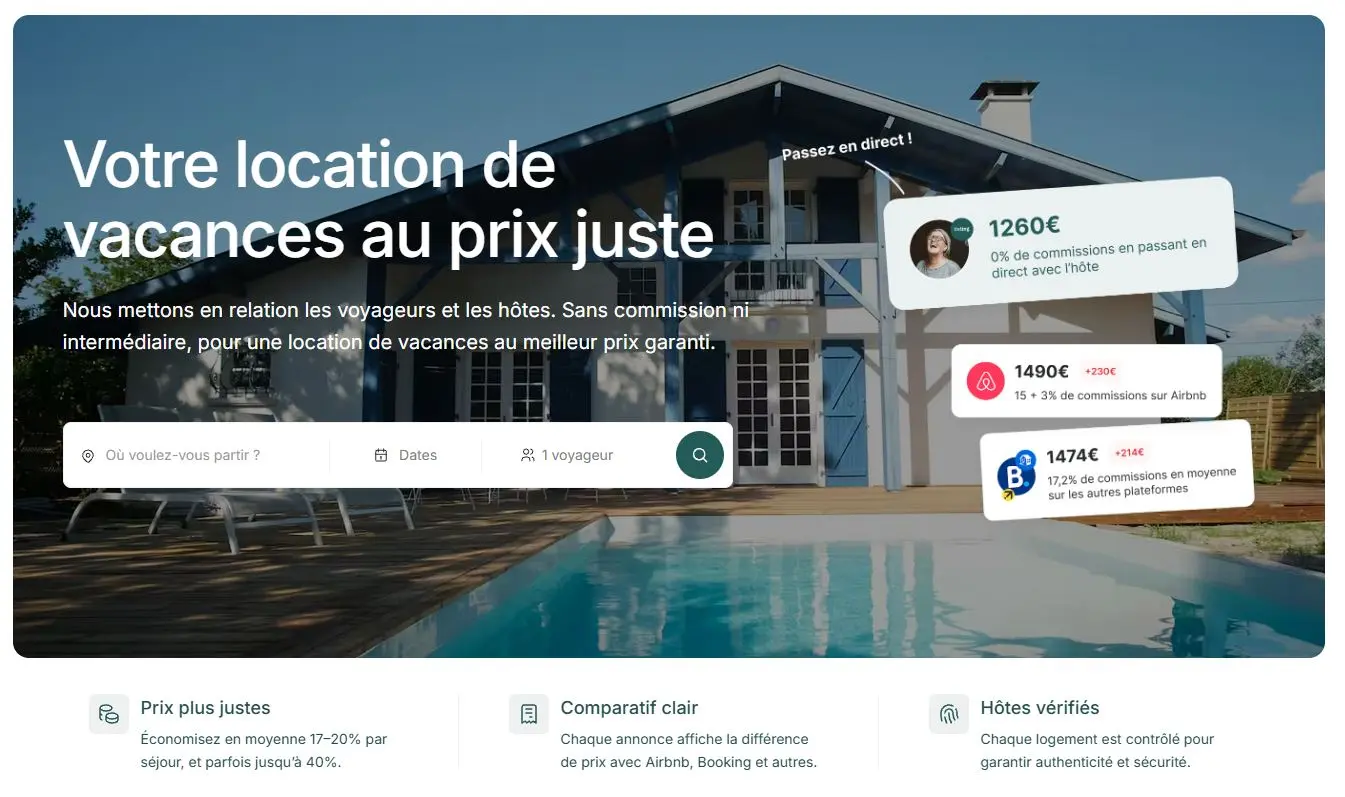 Votre location de
vacances au prix juste
Nous mettons en relation les voyageurs et les hôtes. Sans commission ni
intermédiaire, pour une location de vacances au meilleur prix garanti.
Où voulez-vous partir ?
Dates
1 voyageur
Passez en direct !
1260€
0% de commissions en passant en
direct avec l'hôte
1490€ +230€
15 + 3% de commissions sur Airbnb
B.
1474€ +214€
17,2% de commissions en moyenne
sur les autres plateformes
Prix plus justes
Économisez en moyenne 17–20% par
séjour, et parfois jusqu'à 40%.
Comparatif clair
Chaque annonce affiche la différence
de prix avec Airbnb, Booking et autres.
Hôtes vérifiés
Chaque logement est contrôlé pour
garantir authenticité et sécurité.